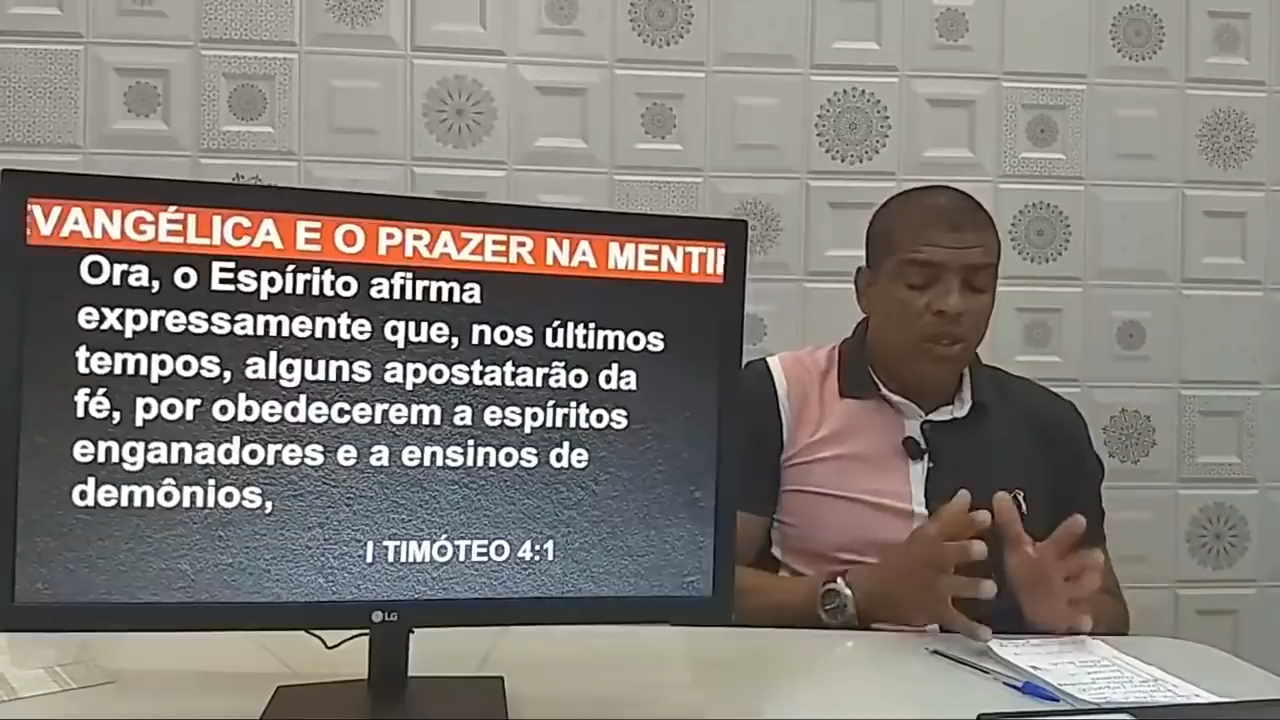 VANGÉLICA E O PRAZER NA MENTI
Ora, o Espírito afirma
expressamente que, nos últimos
tempos, alguns apostatarão da
fé, por obedecerem a espíritos
enganadores e a ensinos de
demônios,
I TIMÓTEO 4:1
LG